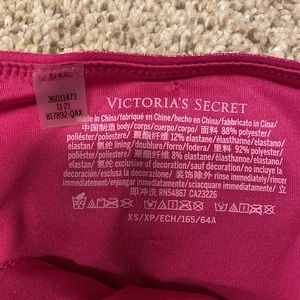 36011473
11 21
817892-QAX
VICTORIA'S SECRET
Made in China/fabriqué en Chine/hecho en China/fabricado in Cina/
中国制造 body/corps/cuerpo/corpo/ 面料 88% polyester/
poliéster/poliestere/ 聚酯纤维 12% elastane/élasthanne/elastano/
elastan/ 氨纶 lining/doublure/forro/fodera/ 里料 92% polyester/
poliéster/poliestere/ 聚酯纤维 8% elastane/élasthanne/elastano/
elastan/ 氨纶 exclusive of decoration/sauf décoration/no incluye la
decoración/esclusa la decorazione/ 装饰除外 rinse
immediately/enjuagar inmediatamente/rincer immédiatement/sciacquare
immediatamente/ 立
即冲洗 RN54867 CA23226
XS/XP/ECH/165/64A